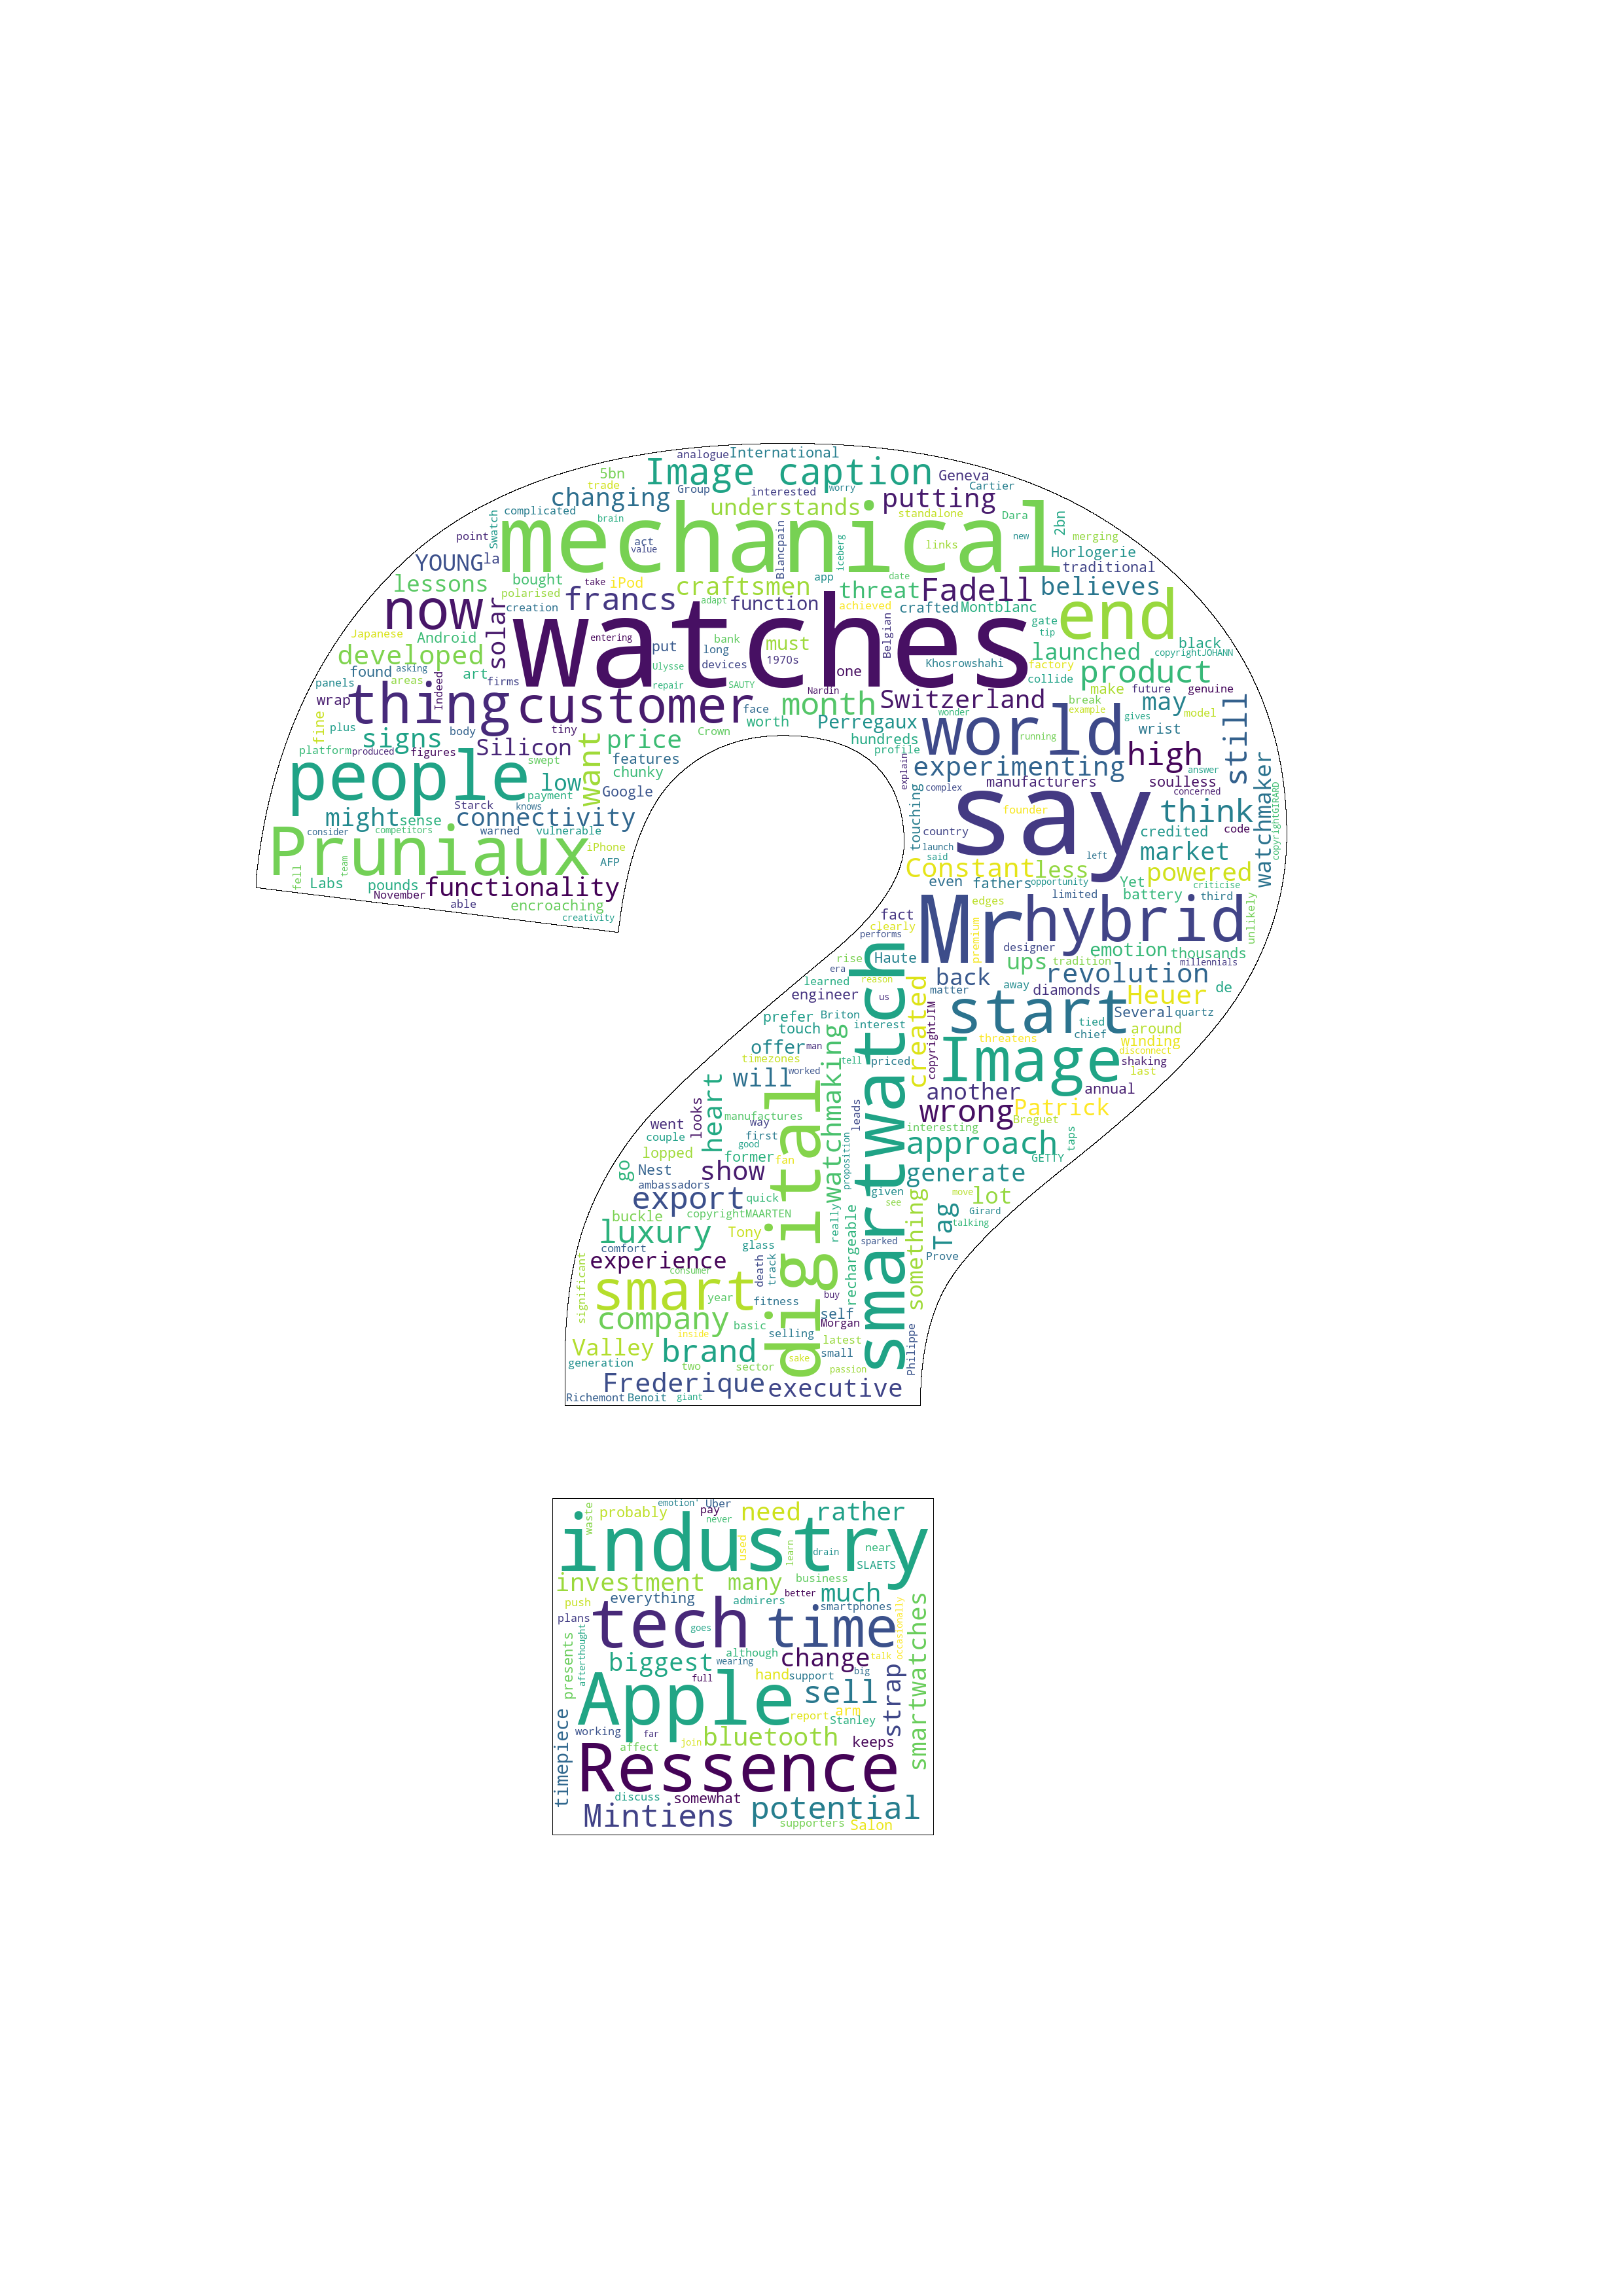 analogue International
Image caption Geneva
5bn trade Group interested worry Cartier
changing understands putting
complicated brain standalone Dara 2bn merging
Swatch mechanical
point act value Blancpain iceberg links new Horlogerie
YOUNG la traditional
lessons bought take iPod craftsmen app date threat Fadell believes
polarised
now creation francs adapt function achieved crafted Montblanc end
solar watches gate tip
Japanese Android entering put long bank must 1970s Belgian black
developed art Ulysse devices one Khosrowshahi factory launched copyrightJOHANN
found asking areas Indeed firms repair SAUTY Nardin collide product
panels wrap thing customer month Switzerland make future genuine
fine plus body tiny face worth Crown Perregaux wonder break example gives may model
signs Silicon want price hundreds world running wrist still
platform produced figures swept features profile high answer
people low chunky explain experimenting watchmaker
payment Google touching complex manufacturers soulless concerned
Starck knows say think copyrightGIRARD
might sense connectivity founder
consider competitors warned vulnerable country credited code
Pruniaux iPhone launch said left market
fell team AFP Constant less powered
Labs pounds functionality even fathers opportunity Yet criticise
November able encroaching limited battery third
creativity fact clearly Mr edges hybrid unlikely
performs premium designer emotion thousands
rise Haute ups tradition millennials
era reason smartwatch back revolution
learned engineer us created matter away diamonds Heuer de
prefer Briton interest start tied Several quartz
touch copyrightJIM chief around
offer man threatens winding
timezones tell priced Image disconnect
will worked shaking last
heart digital watchmaking another annual
looks manufactures leads wrong Patrick
went way interesting Breguet
couple first good approach taps
lopped former fan proposition GETTY
go Nest show generate
ambassadors given move lot
export quick see Girard
buckle copyrightMAARTEN something Tag talking
luxury Tony really rechargeable sparked
comfort glass Prove
experience death track
significant consumer
smart year fitness buy
company basic self Morgan
inside selling latest Philippe
Valley brand small
generation two sector sake passion
Frederique executive
Richemont Benoit giant
emotion' Uber
waste probably pay never need rather
industry
used learn drain near
SLAETS
investment many business
better much
push everything admirers smartphones
plans tech time
goes occasionally
presents afterthought although change talk smartwatches
biggest wearing
full hand support big
Apple sell strap
report arm
Stanley
working far bluetooth
timepiece affect join keeps
Ressence
discuss somewhat
Mintiens potential
supporters Salon